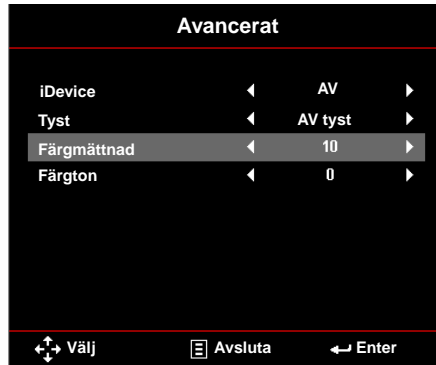 Avancerat
iDevice AV
Tyst AV tyst
Färgmättnad 10
Färgton 0
Välj Avsluta Enter